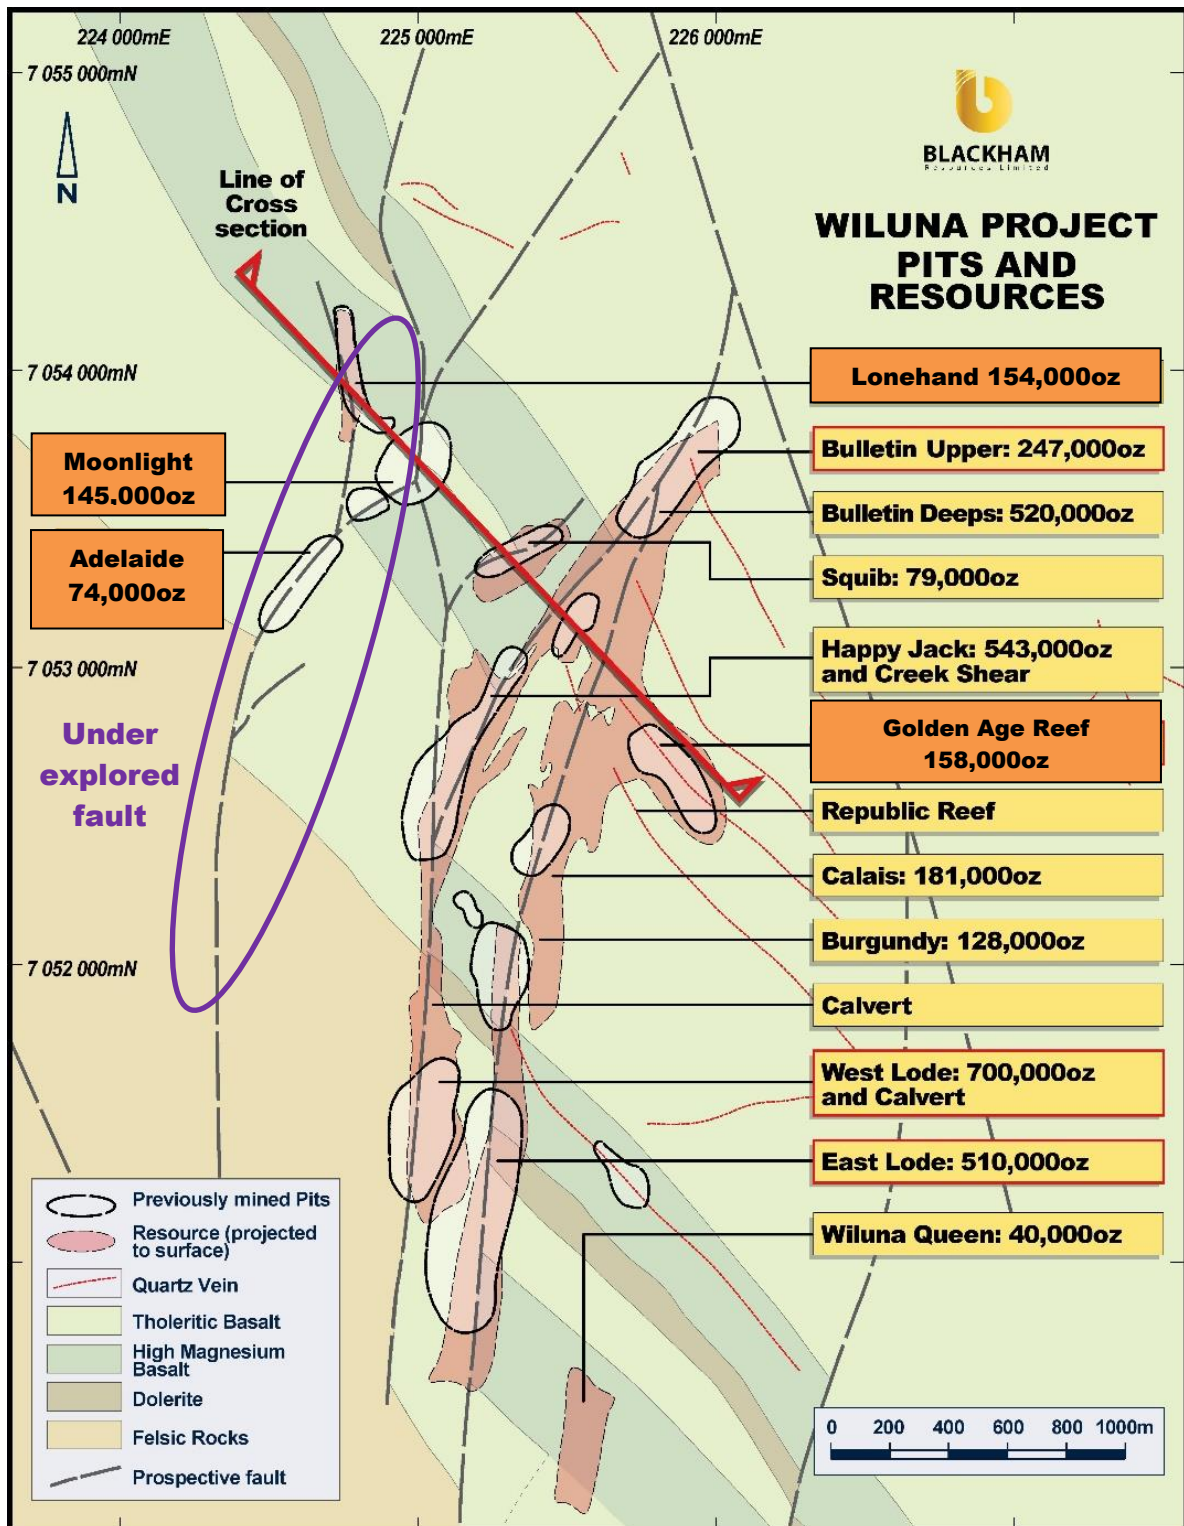 224 000mE
225 000mE
226 000mE
7 055 000mN
N
BLACKHAM
Resources Limited
Line of
Cross
section
WILUNA PROJECT
PITS AND
RESOURCES
7 054 000mN
Lonehand 154,000oz
Moonlight
145,000oz
Bulletin Upper: 247,000oz
Bulletin Deeps: 520,000oz
Adelaide
74,000oz
Squib: 79,000oz
7 053 000mN
Happy Jack: 543,000oz
and Creek Shear
Under
explored
fault
Golden Age Reef
158,000oz
Republic Reef
Calais: 181,000oz
Burgundy: 128,000oz
7 052 000mN
Calvert
West Lode: 700,000oz
and Calvert
East Lode: 510,000oz
Wiluna Queen: 40,000oz
Previously mined Pits
Resource (projected
to surface)
Quartz Vein
Tholeritic Basalt
High Magnesium
Basalt
Dolerite
Felsic Rocks
Prospective fault
0 200 400 600 800 1000m